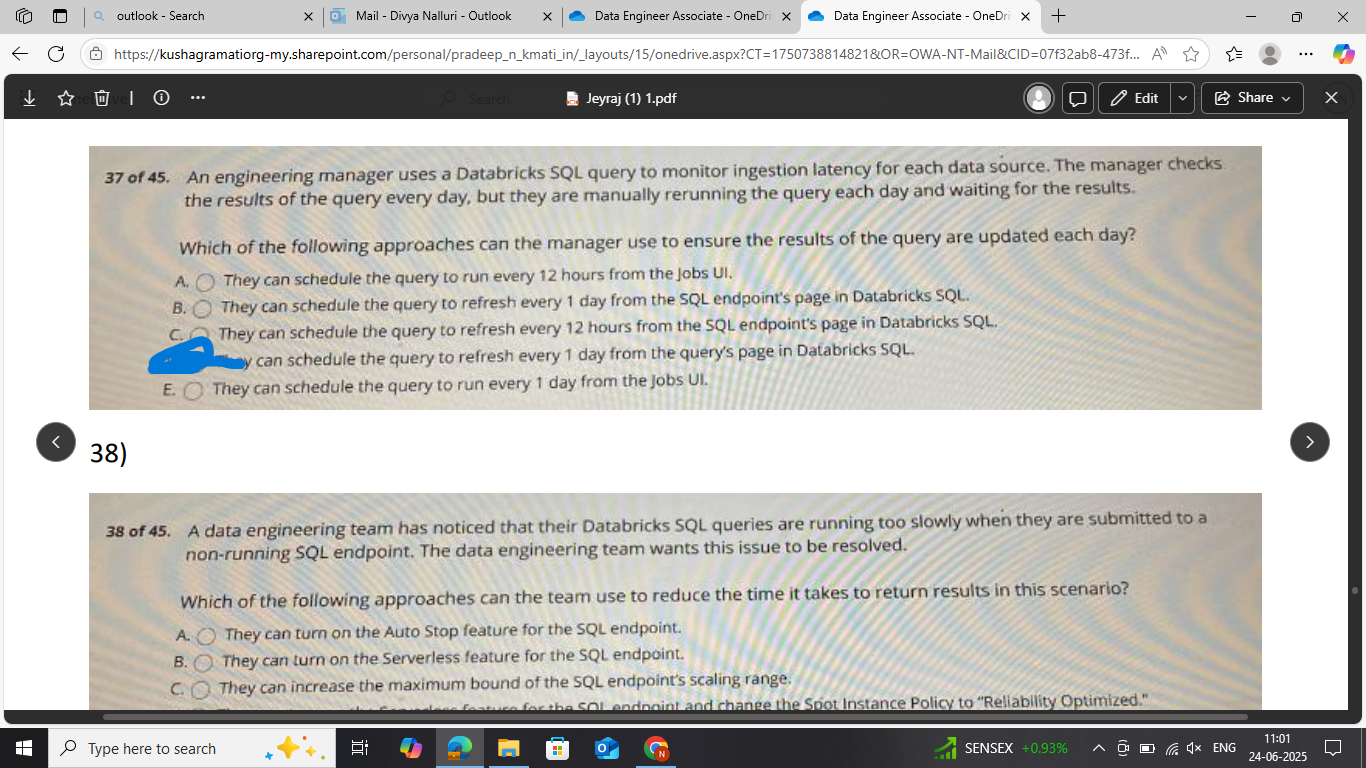 outlook - Search
Mail - Divya Nalluri - Outlook
Data Engineer Associate - OneDri
Data Engineer Associate - OneDri
https://kushagramatiorg-my.sharepoint.com/personal/pradeep_n_kmati_in/_layouts/15/onedrive.aspx?CT=1750738814821&OR=OWA-NT-Mail&CID=07f32ab8-473f...
Search
Jeyraj (1) 1.pdf
Edit
Share
37 of 45. An engineering manager uses a Databricks SQL query to monitor ingestion latency for each data source. The manager checks
the results of the query every day, but they are manually rerunning the query each day and waiting for the results.
Which of the following approaches can the manager use to ensure the results of the query are updated each day?
A. They can schedule the query to run every 12 hours from the Jobs UI.
B. They can schedule the query to refresh every 1 day from the SQL endpoint's page in Databricks SQL.
C. They can schedule the query to refresh every 12 hours from the SQL endpoint's page in Databricks SQL.
can schedule the query to refresh every 1 day from the query's page in Databricks SQL.
E. They can schedule the query to run every 1 day from the Jobs UI.
38)
38 of 45. A data engineering team has noticed that their Databricks SQL queries are running too slowly when they are submitted to a
non-running SQL endpoint. The data engineering team wants this issue to be resolved.
Which of the following approaches can the team use to reduce the time it takes to return results in this scenario?
A. They can turn on the Auto Stop feature for the SQL endpoint.
B. They can turn on the Serverless feature for the SQL endpoint.
C. They can increase the maximum bound of the SQL endpoint's scaling range.
the Serverless feature for the SQL endpoint and change the Spot Instance Policy to "Reliability Optimized."
Type here to search
SENSEX +0.93%
ENG
11:01
24-06-2025